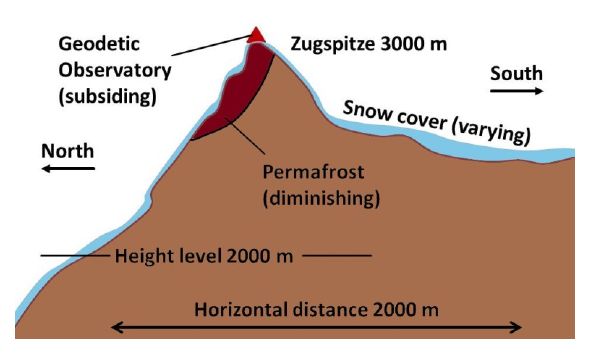 Geodetic
Observatory
(subsiding)
Zugspitze 3000 m
South
Snow cover (varying)
North
Permafrost
(diminishing)
Height level 2000 m
Horizontal distance 2000 m